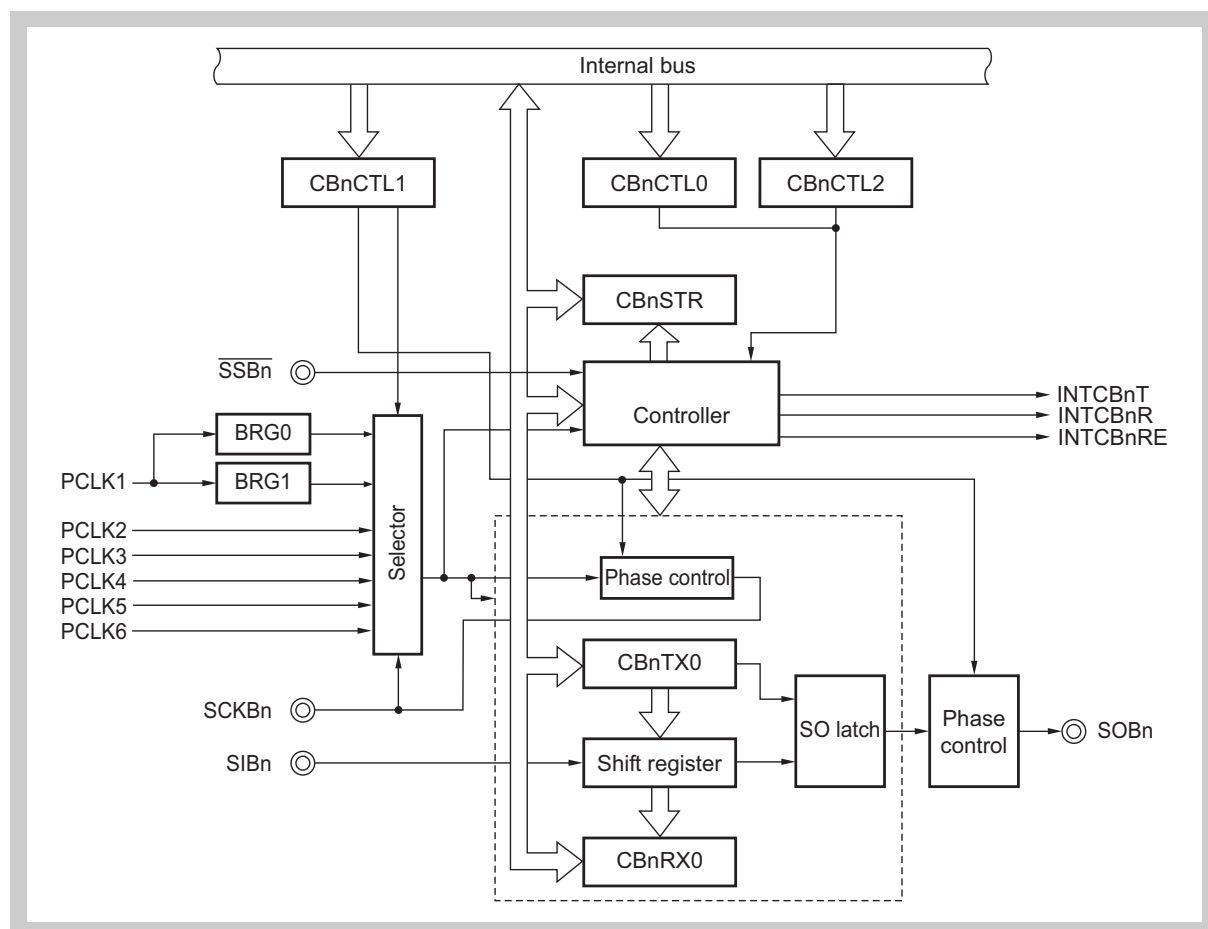 Internal bus
CBnCTL1
CBnCTL0
CBnCTL2
CBnSTR
SSBn
Controller
INTCBnT
INTCBnR
INTCBnRE
BRG0
PCLK1
BRG1
PCLK2
PCLK3
PCLK4
PCLK5
PCLK6
Selector
Phase control
CBnTX0
SCKBn
SO latch
Phase
control
SOBn
SIBn
Shift register
CBnRX0